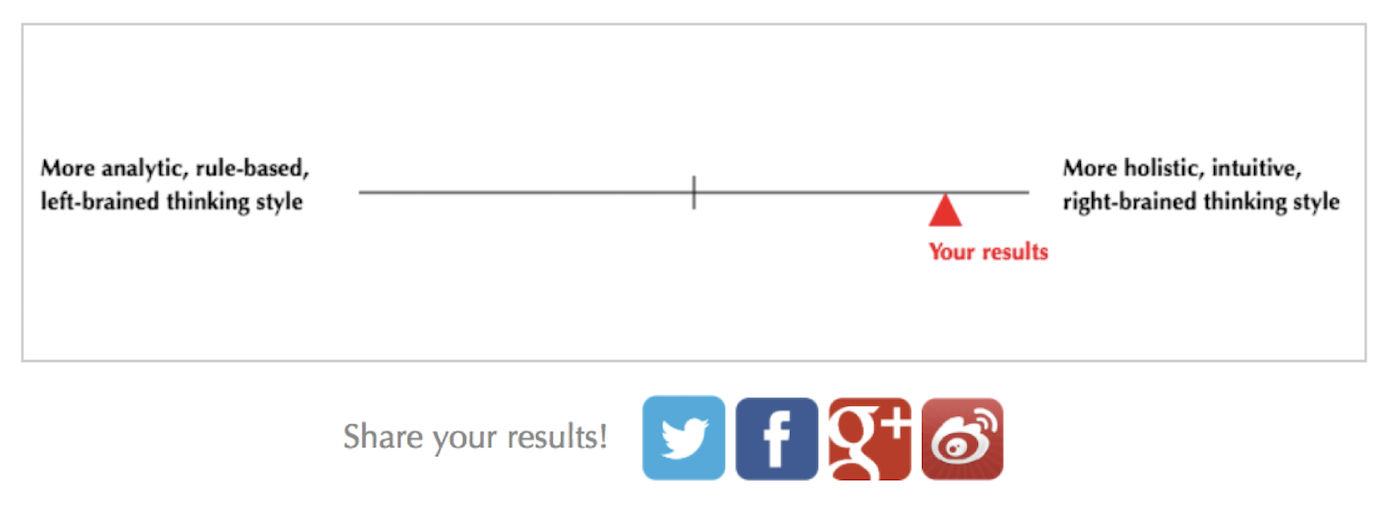 More analytic, rule-based,
left-brained thinking style
More holistic, intuitive,
right-brained thinking style
Your results
Share your results!
f
g+